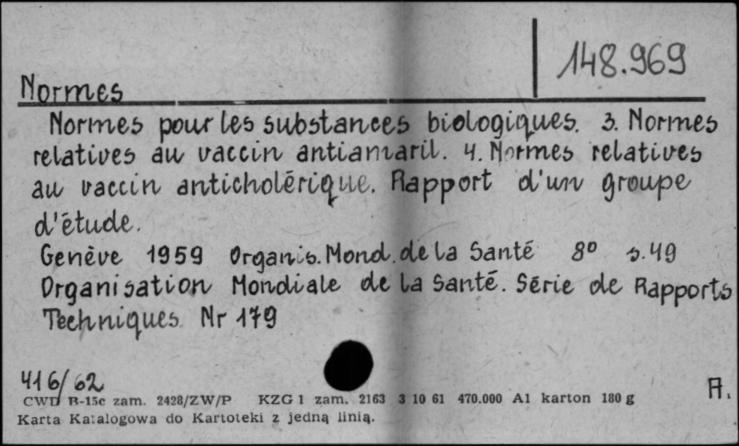 148.969
Normes
Normes pour les substances biologiques. 3. Normes
relatives au vaccin antiamaril. 4. Normes relatives
au vaccin anticholérique. Rapport d'un groupe
d'étude.
Genève 1959 Organis. Mond. de la Santé 8° s. 49
Organisation Mondiale de la Santé. Série de Rapports
Techniques Nr 179
416/62
A.
CWD B-15c zam. 2428/ZW/P KZG 1 zam. 2163 3 10 61 470.000 A1 karton 180 g
Karta Katalogowa do Kartoteki z jedną linią.